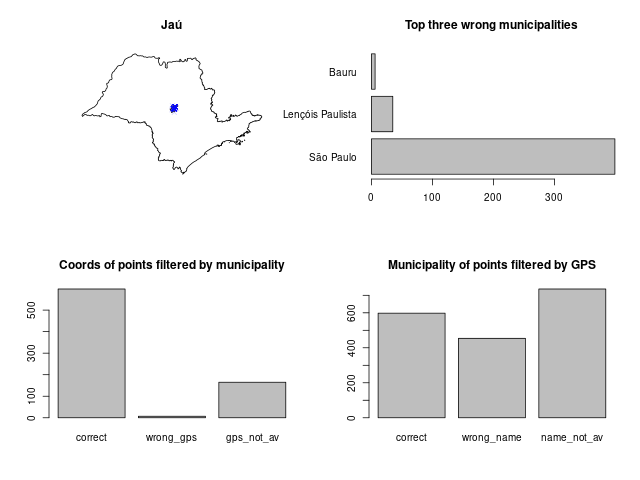 Jaú
Top three wrong municipalities
Bauru
Lençóis Paulista
São Paulo
0 100 200 300
Coords of points filtered by municipality
500
300
100
0
correct wrong_gps gps_not_av
Municipality of points filtered by GPS
600
400
200
0
correct wrong_name name_not_av